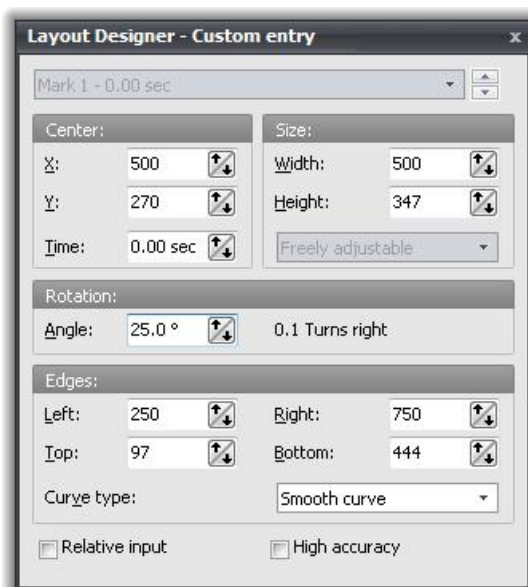 Layout Designer - Custom entry x
Mark 1 - 0.00 sec
Center: Size:
X: 500 Width: 500
Y: 270 Height: 347
Time: 0.00 sec Freely adjustable
Rotation:
Angle: 25.0 ° 0.1 Turns right
Edges:
Left: 250 Right: 750
Top: 97 Bottom: 444
Curve type: Smooth curve
Relative input High accuracy